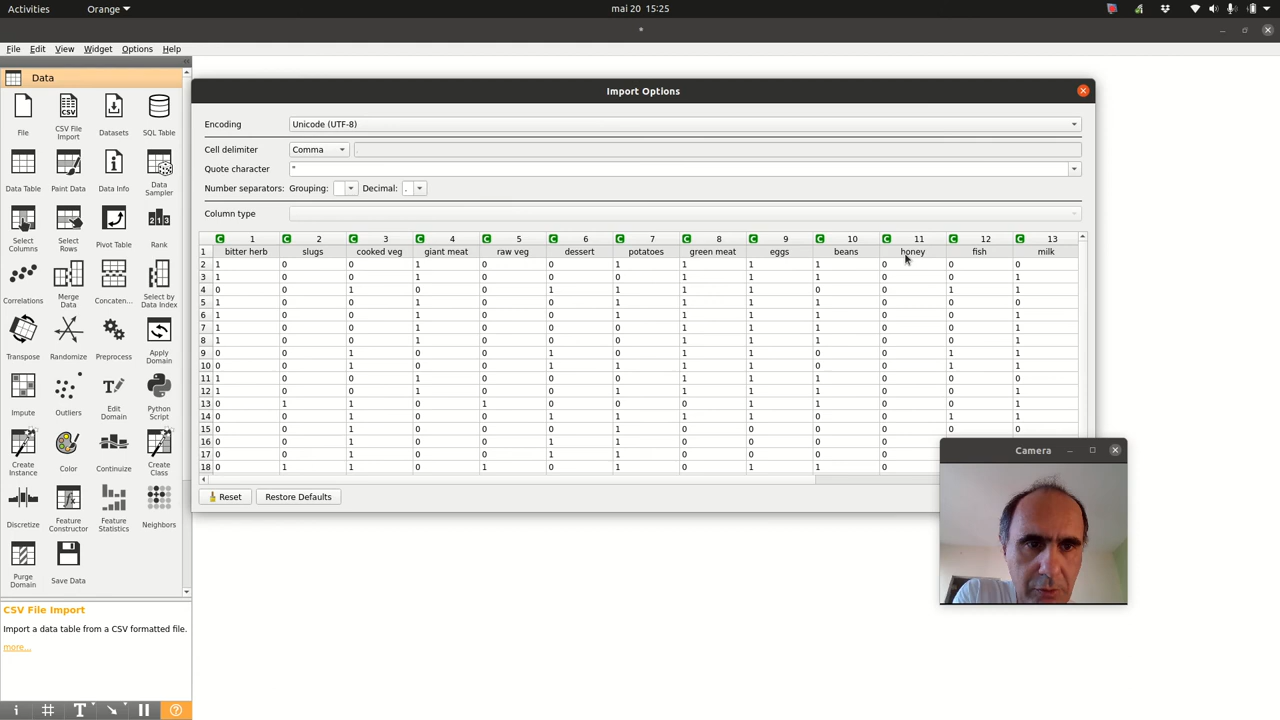 Activities Orange mai 20 15:25
*
File Edit View Widget Options Help
Data
File CSV File Import Datasets SQL Table
Data Table Paint Data Data Info Data Sampler
Select Columns Select Rows Pivot Table Rank
Correlations Merge Data Concaten... Select by Data Index
Transpose Randomize Preprocess Apply Domain
Impute Outliers Edit Domain Python Script
Create Instance Color Continuize Create Class
Discretize Feature Constructor Feature Statistics Neighbors
Purge Domain Save Data
CSV File Import
Import a data table from a CSV formatted file.
more...
Import Options
Encoding Unicode (UTF-8)
Cell delimiter Comma ,
Quote character "
Number separators: Grouping: Decimal: .
Column type
C 1 C 2 C 3 C 4 C 5 C 6 C 7 C 8 C 9 C 10 C 11 C 12 C 13
1 bitter herb slugs cooked veg giant meat raw veg dessert potatoes green meat eggs beans honey fish milk
2 1 0 0 1 0 0 1 1 1 1 0 0 0
3 1 0 0 1 0 0 1 1 1 1 0 0 1
4 0 0 1 0 0 1 1 1 1 0 0 1 1
5 1 0 0 1 0 0 1 1 1 1 0 0 0
6 1 0 0 1 0 0 1 1 1 1 0 0 1
7 1 0 0 1 0 0 0 1 1 1 0 0 1
8 1 0 0 1 0 0 0 1 1 1 0 0 1
9 0 0 1 0 0 1 0 1 1 0 0 1 1
10 0 0 1 0 0 1 1 1 1 0 0 1 1
11 1 0 0 1 0 0 0 1 1 1 0 0 0
12 1 0 0 1 0 0 1 1 1 1 0 0 1
13 0 1 1 0 1 0 0 0 1 1 0 0 1
14 0 0 1 0 0 1 1 1 1 0 0 1 1
15 0 0 1 0 0 0 1 0 0 0 0 0 0
16 0 0 1 0 0 1 1 0 0 0 0
17 0 0 1 0 0 1 1 0 0 0 0
18 0 1 1 0 1 0 1 0 1 1 0
Reset Restore Defaults
Camera